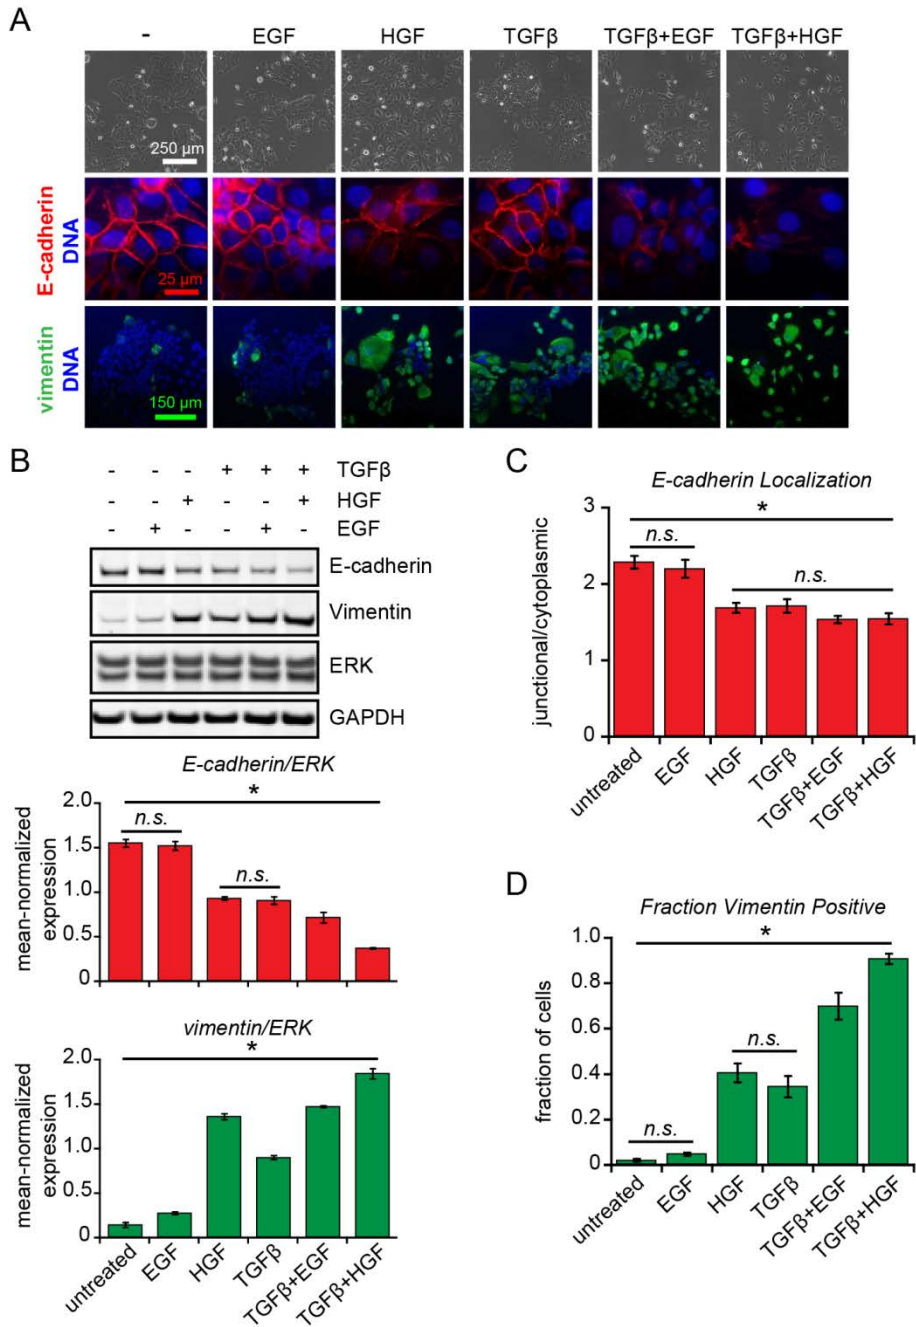 A
- EGF HGF TGFβ TGFβ+EGF TGFβ+HGF
250 µm
E-cadherin
DNA
25 µm
vimentin
DNA
150 µm
B
- - - + + + TGFβ
- - + - - + HGF
- + - - + - EGF
E-cadherin
Vimentin
ERK
GAPDH
E-cadherin/ERK
mean-normalized
expression
2.0
1.5
1.0
0.5
0
*
n.s.
n.s.
vimentin/ERK
mean-normalized
expression
2.0
1.5
1.0
0.5
0
*
untreated
EGF
HGF
TGFβ
TGFβ+EGF
TGFβ+HGF
C
E-cadherin Localization
junctional/cytoplasmic
3
2
1
0
*
n.s.
n.s.
untreated
EGF
HGF
TGFβ
TGFβ+EGF
TGFβ+HGF
D
Fraction Vimentin Positive
fraction of cells
1.0
0.8
0.6
0.4
0.2
0
*
n.s.
n.s.
untreated
EGF
HGF
TGFβ
TGFβ+EGF
TGFβ+HGF